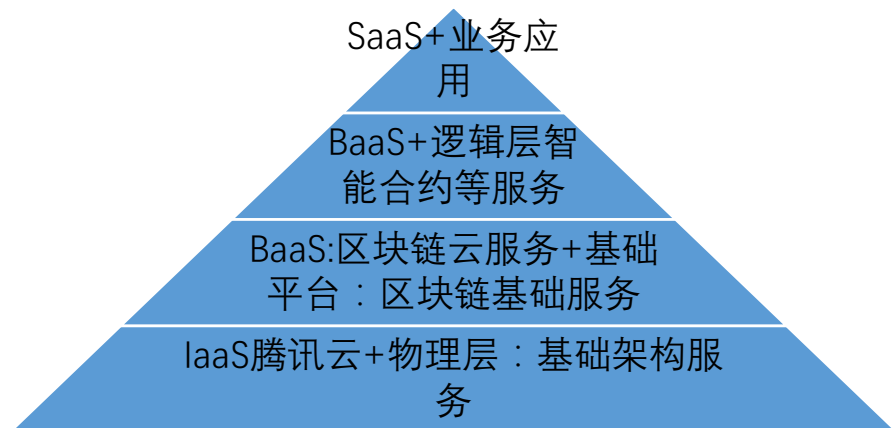 SaaS+业务应
用
BaaS+逻辑层智
能合约等服务
BaaS:区块链云服务+基础
平台：区块链基础服务
IaaS腾讯云+物理层：基础架构服
务